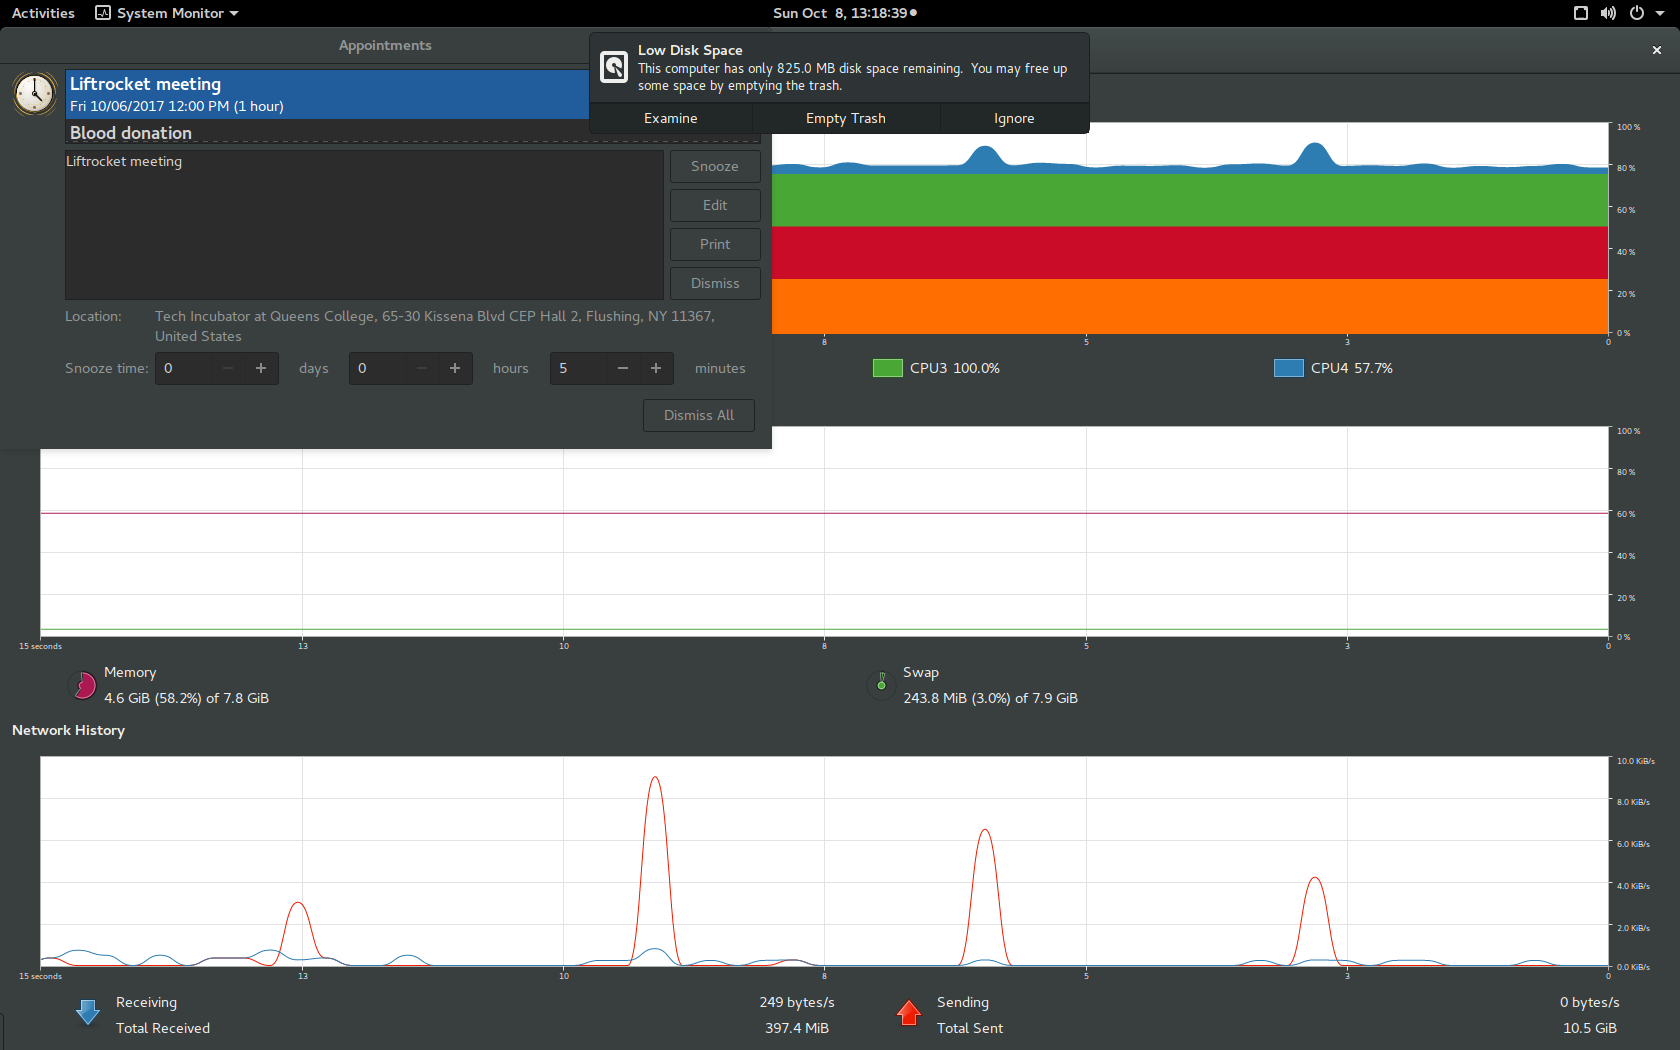 Activities System Monitor Sun Oct 8, 13:18:39
Appointments
Liftrocket meeting
Fri 10/06/2017 12:00 PM (1 hour)
Blood donation
Liftrocket meeting
Snooze
Edit
Print
Dismiss
Location: Tech Incubator at Queens College, 65-30 Kissena Blvd CEP Hall 2, Flushing, NY 11367,
United States
Snooze time: 0 − + days 0 − + hours 5 − + minutes
Dismiss All
Low Disk Space
This computer has only 825.0 MB disk space remaining. You may free up
some space by emptying the trash.
Examine Empty Trash Ignore
100 %
80 %
60 %
40 %
20 %
0 %
8 5 3 0
CPU3 100.0% CPU4 57.7%
100 %
80 %
60 %
40 %
20 %
0 %
15 seconds 13 10 8 5 3 0
Memory
4.6 GiB (58.2%) of 7.8 GiB
Swap
243.8 MiB (3.0%) of 7.9 GiB
Network History
10.0 KiB/s
8.0 KiB/s
6.0 KiB/s
4.0 KiB/s
2.0 KiB/s
0.0 KiB/s
15 seconds 13 10 8 5 3 0
Receiving 249 bytes/s
Total Received 397.4 MiB
Sending 0 bytes/s
Total Sent 10.5 GiB